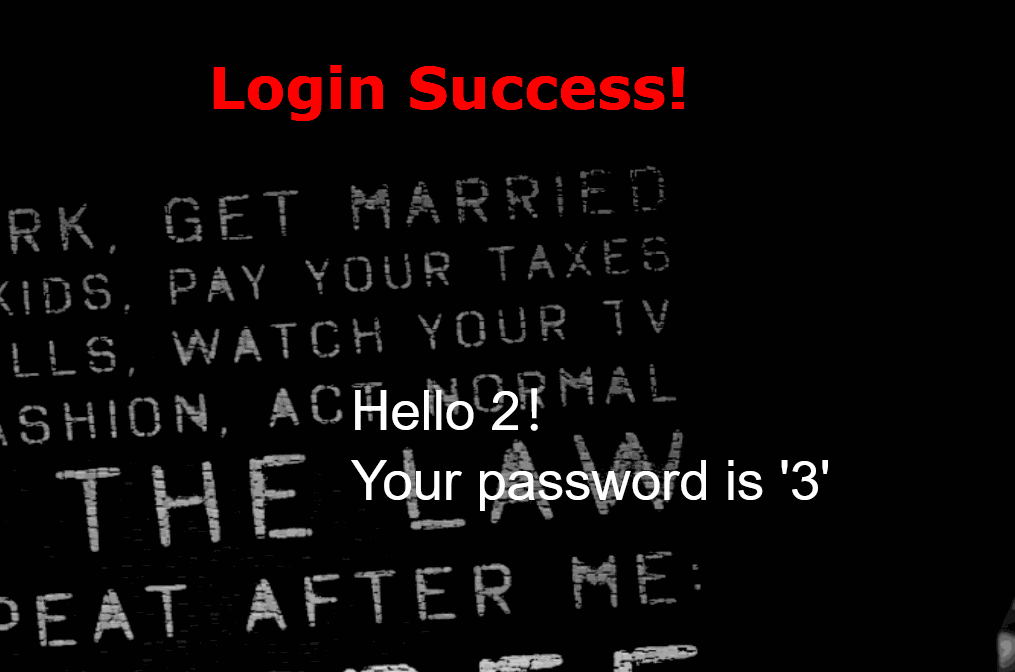 Login Success!
RK, GET MARRIED
KIDS, PAY YOUR TAXES
LLS, WATCH YOUR TV
ASHION, ACT NORMAL
Hello 2!
THE LAW
Your password is '3'
PEAT AFTER ME: